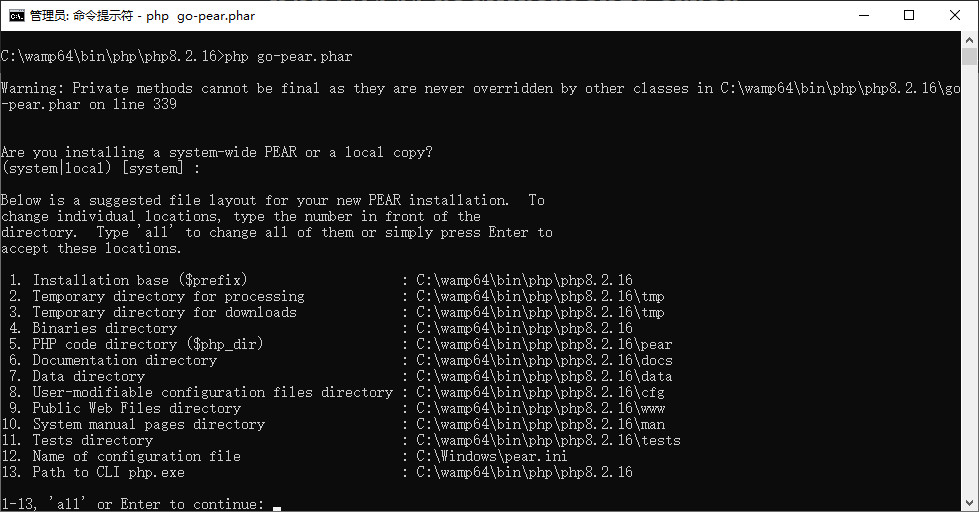 管理员: 命令提示符 - php  go-pear.phar
C:\wamp64\bin\php\php8.2.16>php go-pear.phar
Warning: Private methods cannot be final as they are never overridden by other classes in C:\wamp64\bin\php\php8.2.16\go
-pear.phar on line 339
Are you installing a system-wide PEAR or a local copy?
(system|local) [system] :
Below is a suggested file layout for your new PEAR installation.  To
change individual locations, type the number in front of the
directory.  Type 'all' to change all of them or simply press Enter to
accept these locations.
 1. Installation base ($prefix)                   : C:\wamp64\bin\php\php8.2.16
 2. Temporary directory for processing            : C:\wamp64\bin\php\php8.2.16\tmp
 3. Temporary directory for downloads             : C:\wamp64\bin\php\php8.2.16\tmp
 4. Binaries directory                            : C:\wamp64\bin\php\php8.2.16
 5. PHP code directory ($php_dir)                 : C:\wamp64\bin\php\php8.2.16\pear
 6. Documentation directory                       : C:\wamp64\bin\php\php8.2.16\docs
 7. Data directory                                : C:\wamp64\bin\php\php8.2.16\data
 8. User-modifiable configuration files directory : C:\wamp64\bin\php\php8.2.16\cfg
 9. Public Web Files directory                    : C:\wamp64\bin\php\php8.2.16\www
10. System manual pages directory                 : C:\wamp64\bin\php\php8.2.16\man
11. Tests directory                               : C:\wamp64\bin\php\php8.2.16\tests
12. Name of configuration file                    : C:\Windows\pear.ini
13. Path to CLI php.exe                           : C:\wamp64\bin\php\php8.2.16
1-13, 'all' or Enter to continue: